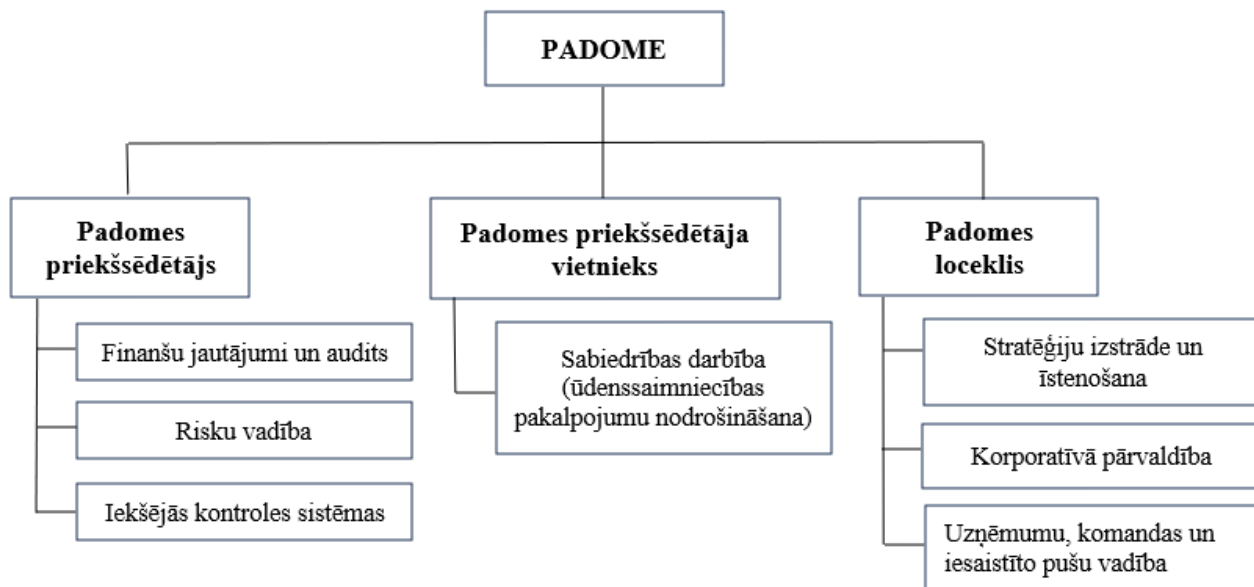 PADOME
Padomes
priekšsēdētājs
Finanšu jautājumi un audits
Risku vadība
Iekšējās kontroles sistēmas
Padomes priekšsēdētāja
vietnieks
Sabiedrības darbība
(ūdenssaimniecības
pakalpojumu nodrošināšana)
Padomes
loceklis
Stratēģiju izstrāde un
īstenošana
Korporatīvā pārvaldība
Uzņēmumu, komandas un
iesaistīto pušu vadība